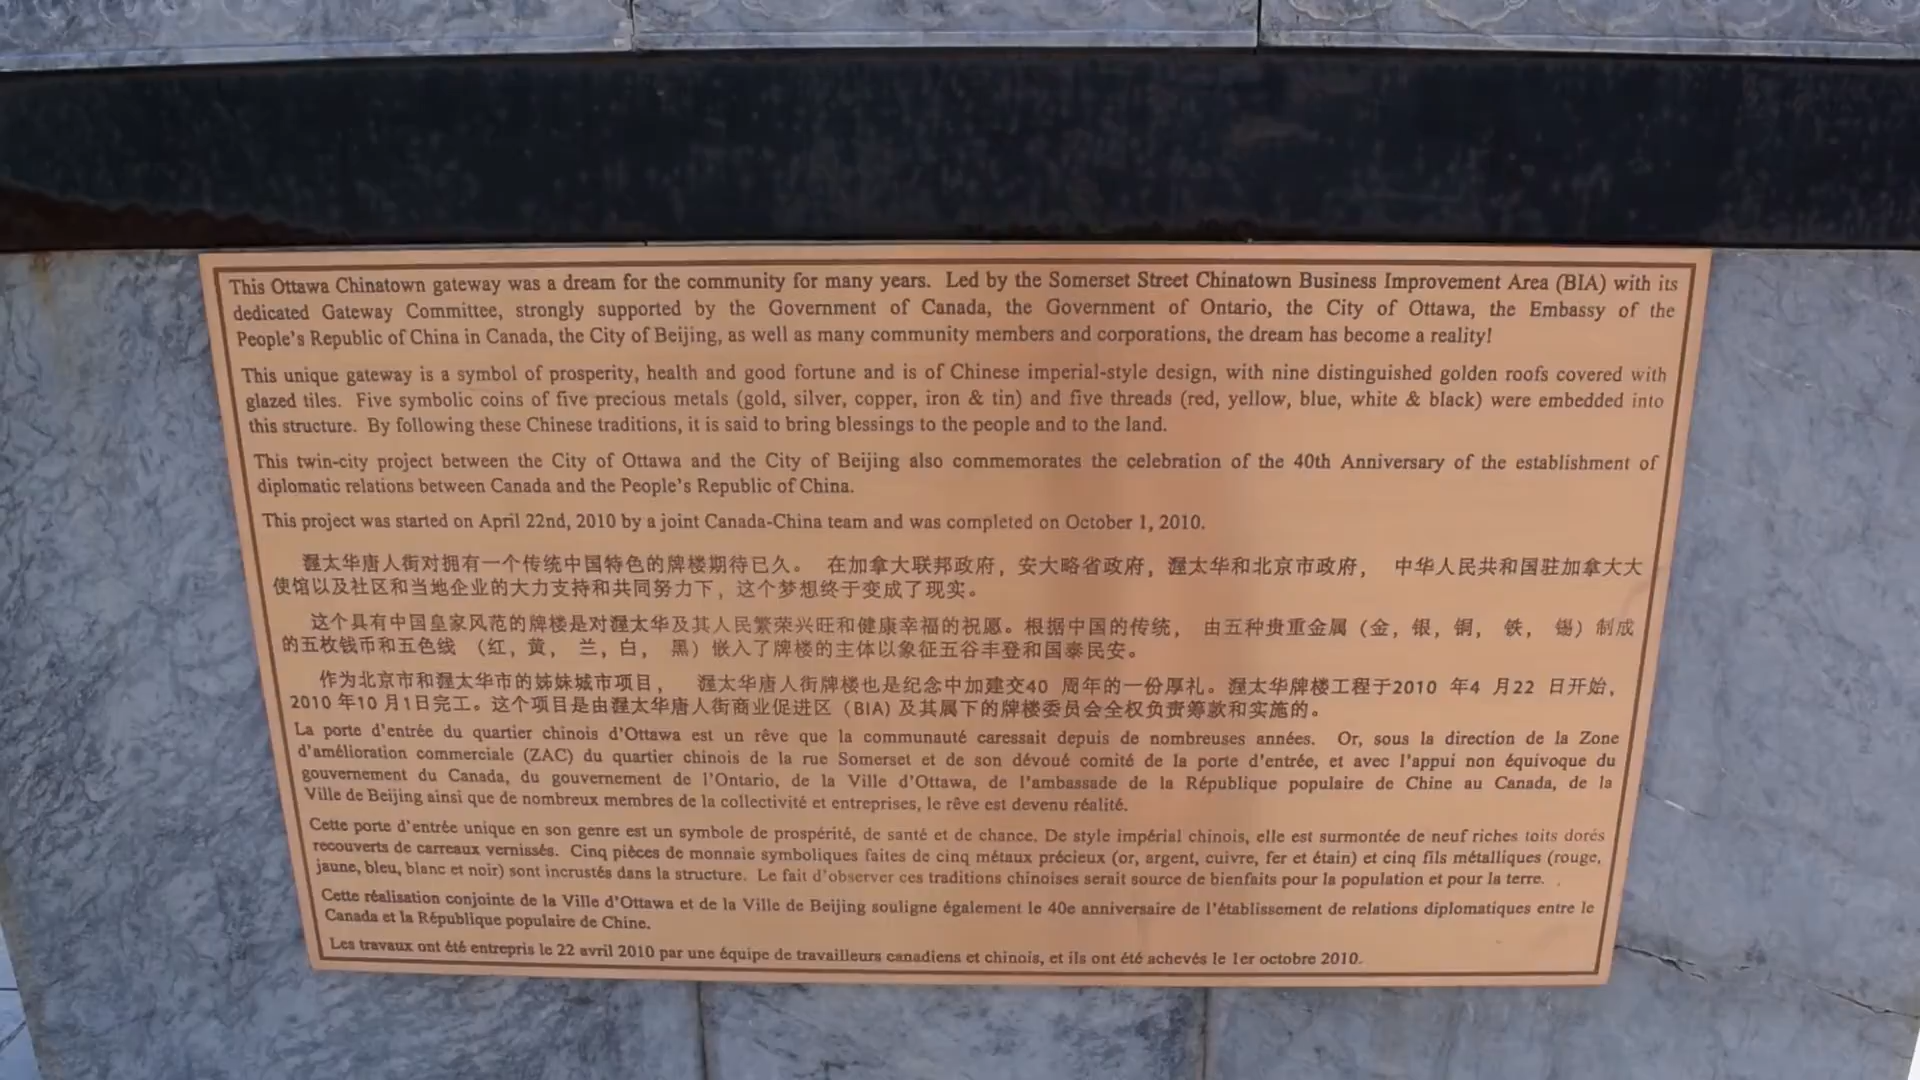 This Ottawa Chinatown gateway was a dream for the community for many years. Led by the Somerset Street Chinatown Business Improvement Area (BIA) with its
dedicated Gateway Committee, strongly supported by the Government of Canada, the Government of Ontario, the City of Ottawa, the Embassy of the
People's Republic of China in Canada, the City of Beijing, as well as many community members and corporations, the dream has become a reality!
This unique gateway is a symbol of prosperity, health and good fortune and is of Chinese imperial-style design, with nine distinguished golden roofs covered with
glazed tiles. Five symbolic coins of five precious metals (gold, silver, copper, iron & tin) and five threads (red, yellow, blue, white & black) were embedded into
this structure. By following these Chinese traditions, it is said to bring blessings to the people and to the land.
This twin-city project between the City of Ottawa and the City of Beijing also commemorates the celebration of the 40th Anniversary of the establishment of
diplomatic relations between Canada and the People's Republic of China.
This project was started on April 22nd, 2010 by a joint Canada-China team and was completed on October 1, 2010.
渥太华唐人街对拥有一个传统中国特色的牌楼期待已久。 在加拿大联邦政府，安大略省政府，渥太华和北京市政府， 中华人民共和国驻加拿大大
使馆以及社区和当地企业的大力支持和共同努力下，这个梦想终于变成了现实。
这个具有中国皇家风范的牌楼是对渥太华及其人民繁荣兴旺和健康幸福的祝愿。根据中国的传统， 由五种贵重金属（金，银，铜， 铁， 锡）制成
的五枚钱币和五色线 （红，黄， 兰，白， 黑）嵌入了牌楼的主体以象征五谷丰登和国泰民安。
作为北京市和渥太华市的姊妹城市项目， 渥太华唐人街牌楼也是纪念中加建交40 周年的一份厚礼。渥太华牌楼工程于2010 年4 月22 日开始，
2010 年10 月1日完工。这个项目是由渥太华唐人街商业促进区（BIA）及其属下的牌楼委员会全权负责筹款和实施的。
La porte d'entrée du quartier chinois d'Ottawa est un rêve que la communauté caressait depuis de nombreuses années. Or, sous la direction de la Zone
d'amélioration commerciale (ZAC) du quartier chinois de la rue Somerset et de son dévoué comité de la porte d'entrée, et avec l'appui non équivoque du
gouvernement du Canada, du gouvernement de l'Ontario, de la Ville d'Ottawa, de l'ambassade de la République populaire de Chine au Canada, de la
Ville de Beijing ainsi que de nombreux membres de la collectivité et entreprises, le rêve est devenu réalité.
Cette porte d'entrée unique en son genre est un symbole de prospérité, de santé et de chance. De style impérial chinois, elle est surmontée de neuf riches toits dorés
recouverts de carreaux vernissés. Cinq pièces de monnaie symboliques faites de cinq métaux précieux (or, argent, cuivre, fer et étain) et cinq fils métalliques (rouge,
jaune, bleu, blanc et noir) sont incrustés dans la structure. Le fait d'observer ces traditions chinoises serait source de bienfaits pour la population et pour la terre.
Cette réalisation conjointe de la Ville d'Ottawa et de la Ville de Beijing souligne également le 40e anniversaire de l'établissement de relations diplomatiques entre le
Canada et la République populaire de Chine.
Les travaux ont été entrepris le 22 avril 2010 par une équipe de travailleurs canadiens et chinois, et ils ont été achevés le 1er octobre 2010.